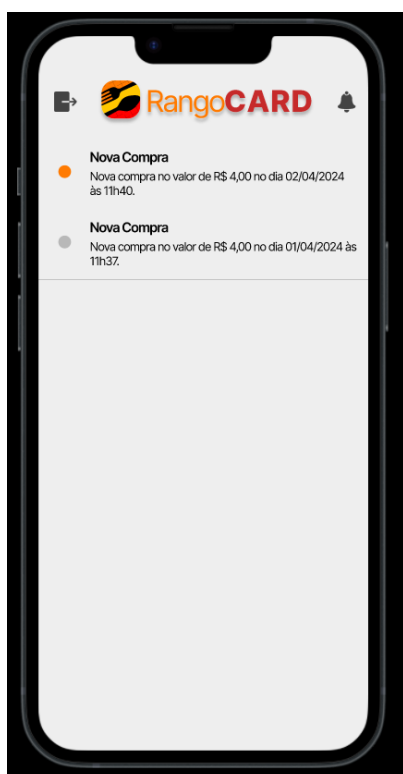 RangoCARD
Nova Compra
Nova compra no valor de R$ 4,00 no dia 02/04/2024
às 11h40.
Nova Compra
Nova compra no valor de R$ 4,00 no dia 01/04/2024 às
11h37.